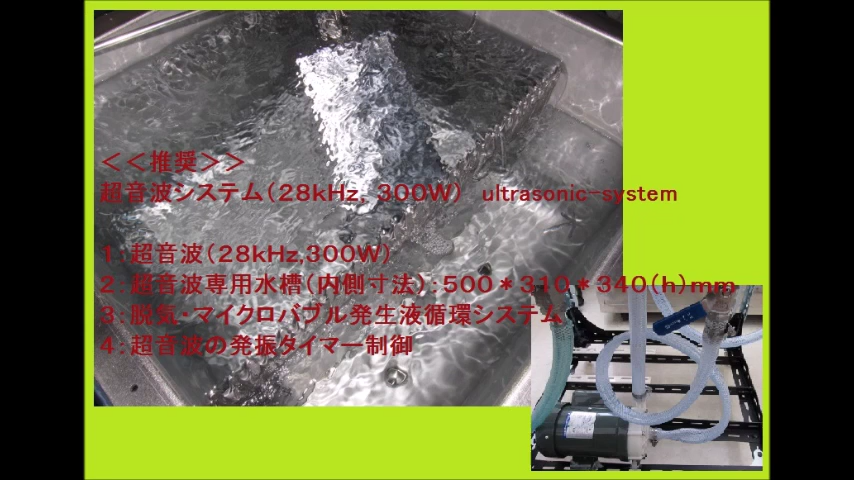 ＜＜推奨＞＞
超音波システム（２８ｋＨｚ，３００Ｗ） ultrasonic-system
１：超音波（２８ｋＨｚ,３００Ｗ）
２：超音波専用水槽（内側寸法）：５００＊３１０＊３４０（ｈ）ｍｍ
３：脱気・マイクロバブル発生液循環システム
４：超音波の発振タイマー制御